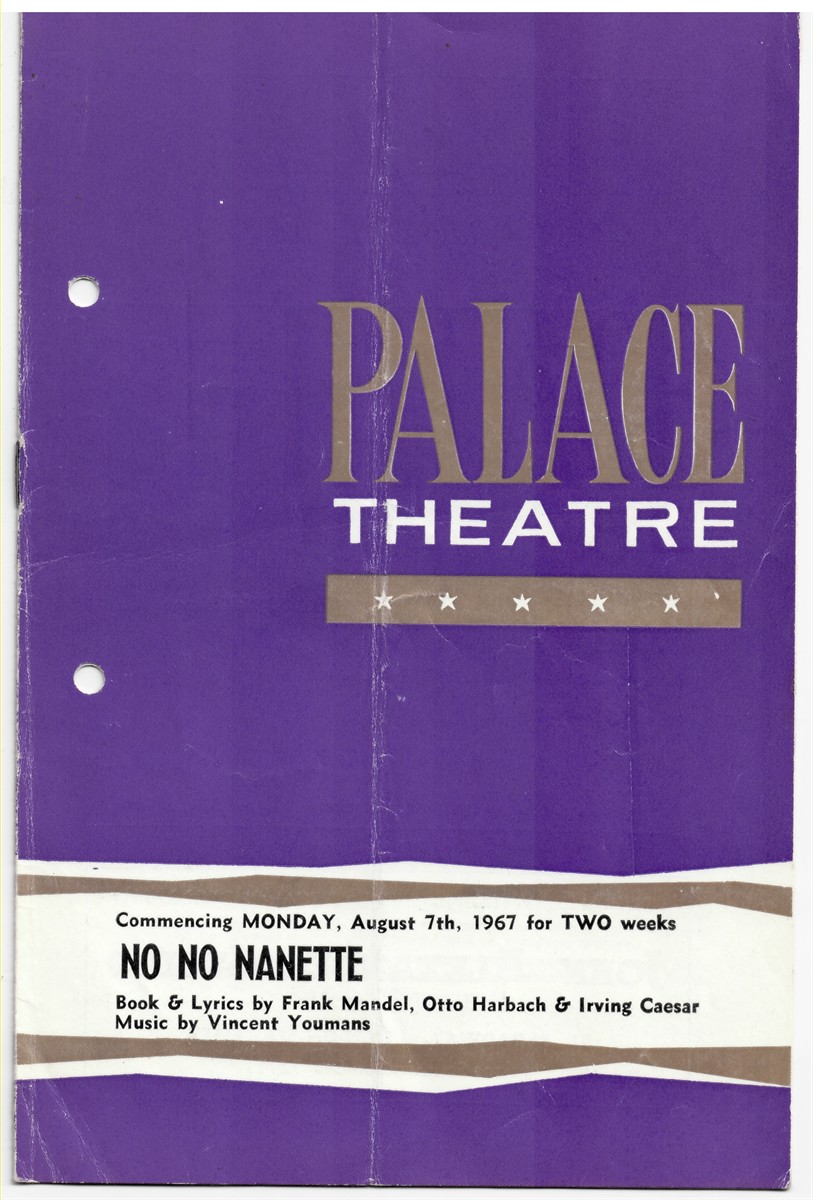 PALACE
THEATRE
Commencing MONDAY, August 7th, 1967 for TWO weeks
NO NO NANETTE
Book & Lyrics by Frank Mandel, Otto Harbach & Irving Caesar
Music by Vincent Youmans